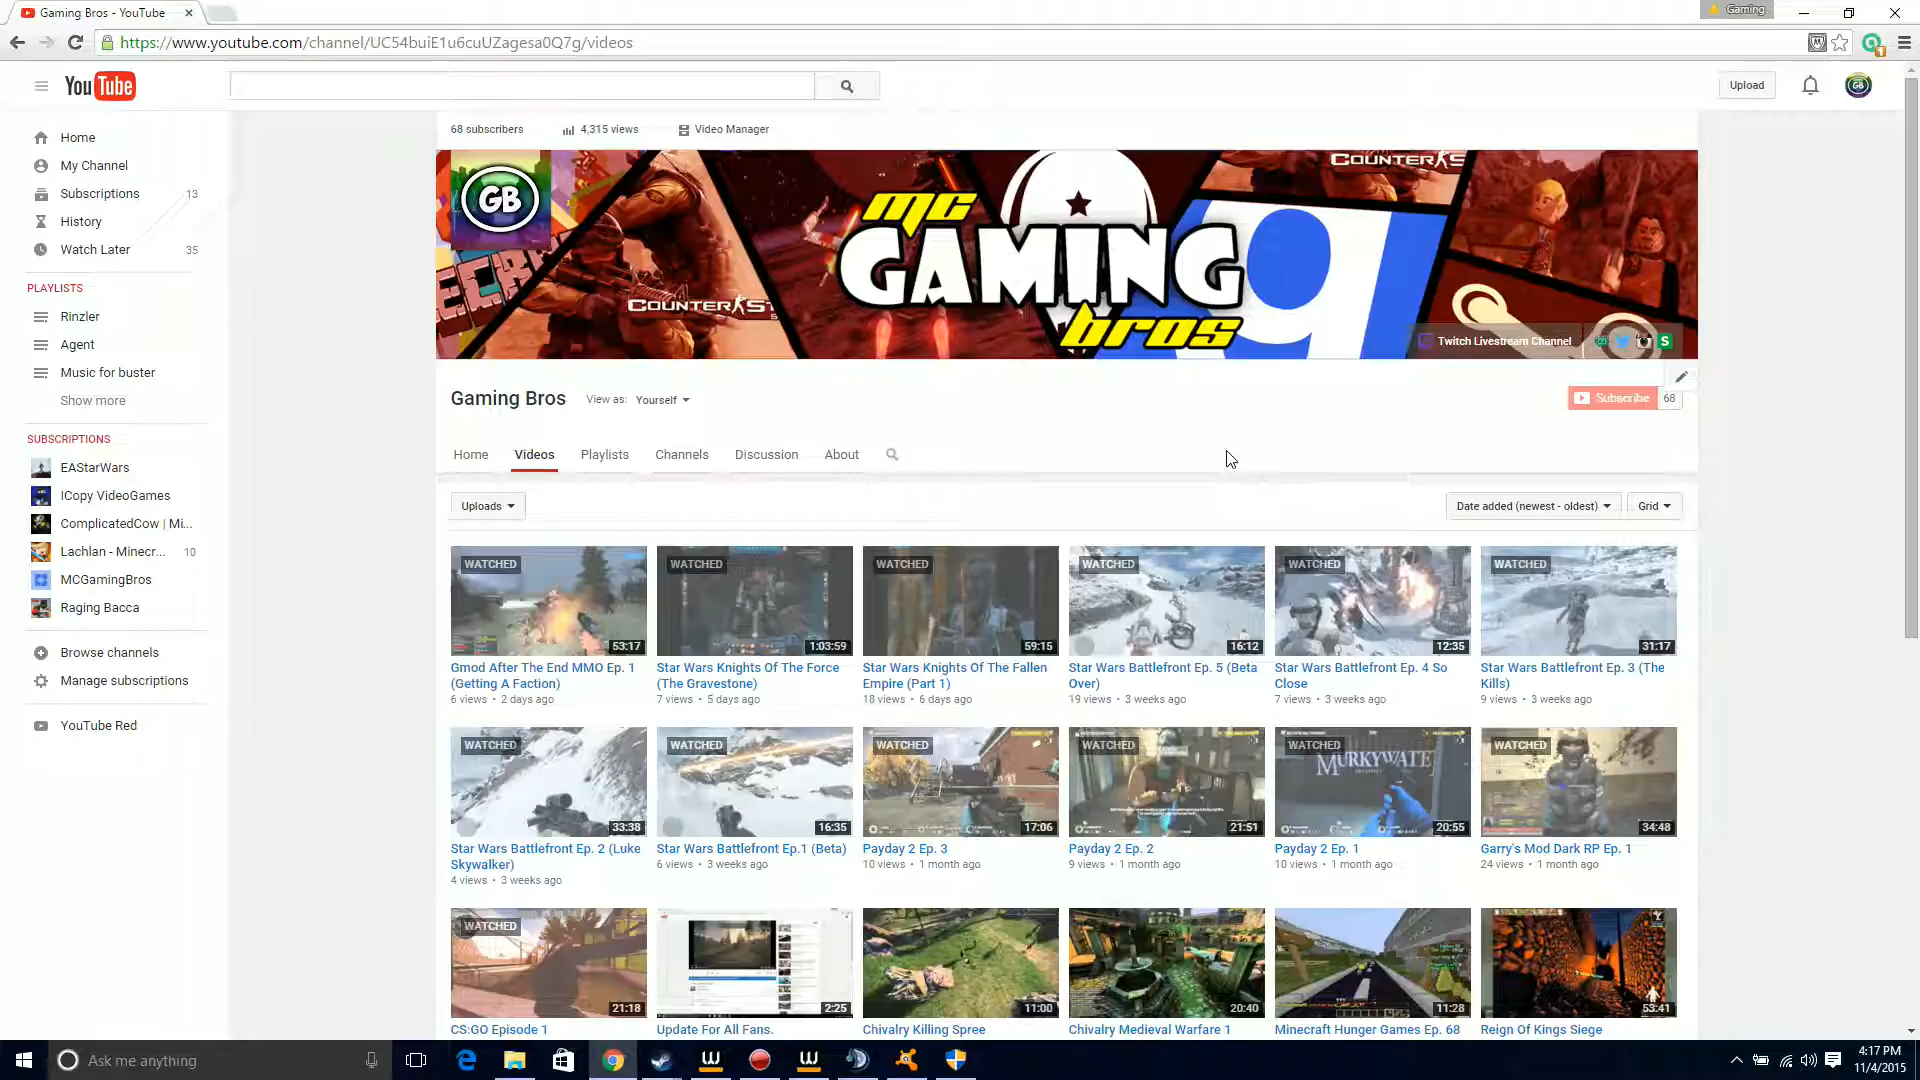 Gaming Bros - YouTube
Gaming
https://www.youtube.com/channel/UC54buiE1u6cuUZagesa0Q7g/videos
YouTube
Upload
GB
Home
My Channel
Subscriptions 13
History
Watch Later 35
PLAYLISTS
Rinzler
Agent
Music for buster
Show more
SUBSCRIPTIONS
EAStarWars
ICopy VideoGames
ComplicatedCow | Mi...
Lachlan - Minecr... 10
MCGamingBros
Raging Bacca
Browse channels
Manage subscriptions
YouTube Red
68 subscribers 4,315 views Video Manager
GB
COUNTER
COUNTER
MC
GAMING
bros
9
Twitch Livestream Channel
Gaming Bros View as: Yourself
Subscribe 68
Home Videos Playlists Channels Discussion About
Uploads Date added (newest - oldest) Grid
WATCHED WATCHED WATCHED WATCHED WATCHED WATCHED
53:17 1:03:59 59:15 16:12 12:35 31:17
Gmod After The End MMO Ep. 1 (Getting A Faction)
6 views • 2 days ago
Star Wars Knights Of The Force (The Gravestone)
7 views • 5 days ago
Star Wars Knights Of The Fallen Empire (Part 1)
18 views • 6 days ago
Star Wars Battlefront Ep. 5 (Beta Over)
19 views • 3 weeks ago
Star Wars Battlefront Ep. 4 So Close
7 views • 3 weeks ago
Star Wars Battlefront Ep. 3 (The Kills)
9 views • 3 weeks ago
WATCHED WATCHED WATCHED WATCHED WATCHED WATCHED
MURKYWATE
33:38 16:35 17:06 21:51 20:55 34:48
Star Wars Battlefront Ep. 2 (Luke Skywalker)
4 views • 3 weeks ago
Star Wars Battlefront Ep.1 (Beta)
6 views • 3 weeks ago
Payday 2 Ep. 3
10 views • 1 month ago
Payday 2 Ep. 2
9 views • 1 month ago
Payday 2 Ep. 1
10 views • 1 month ago
Garry's Mod Dark RP Ep. 1
24 views • 1 month ago
WATCHED
21:18 2:25 11:00 20:40 11:28 53:41
CS:GO Episode 1
Update For All Fans.
Chivalry Killing Spree
Chivalry Medieval Warfare 1
Minecraft Hunger Games Ep. 68
Reign Of Kings Siege
Ask me anything
4:17 PM
11/4/2015